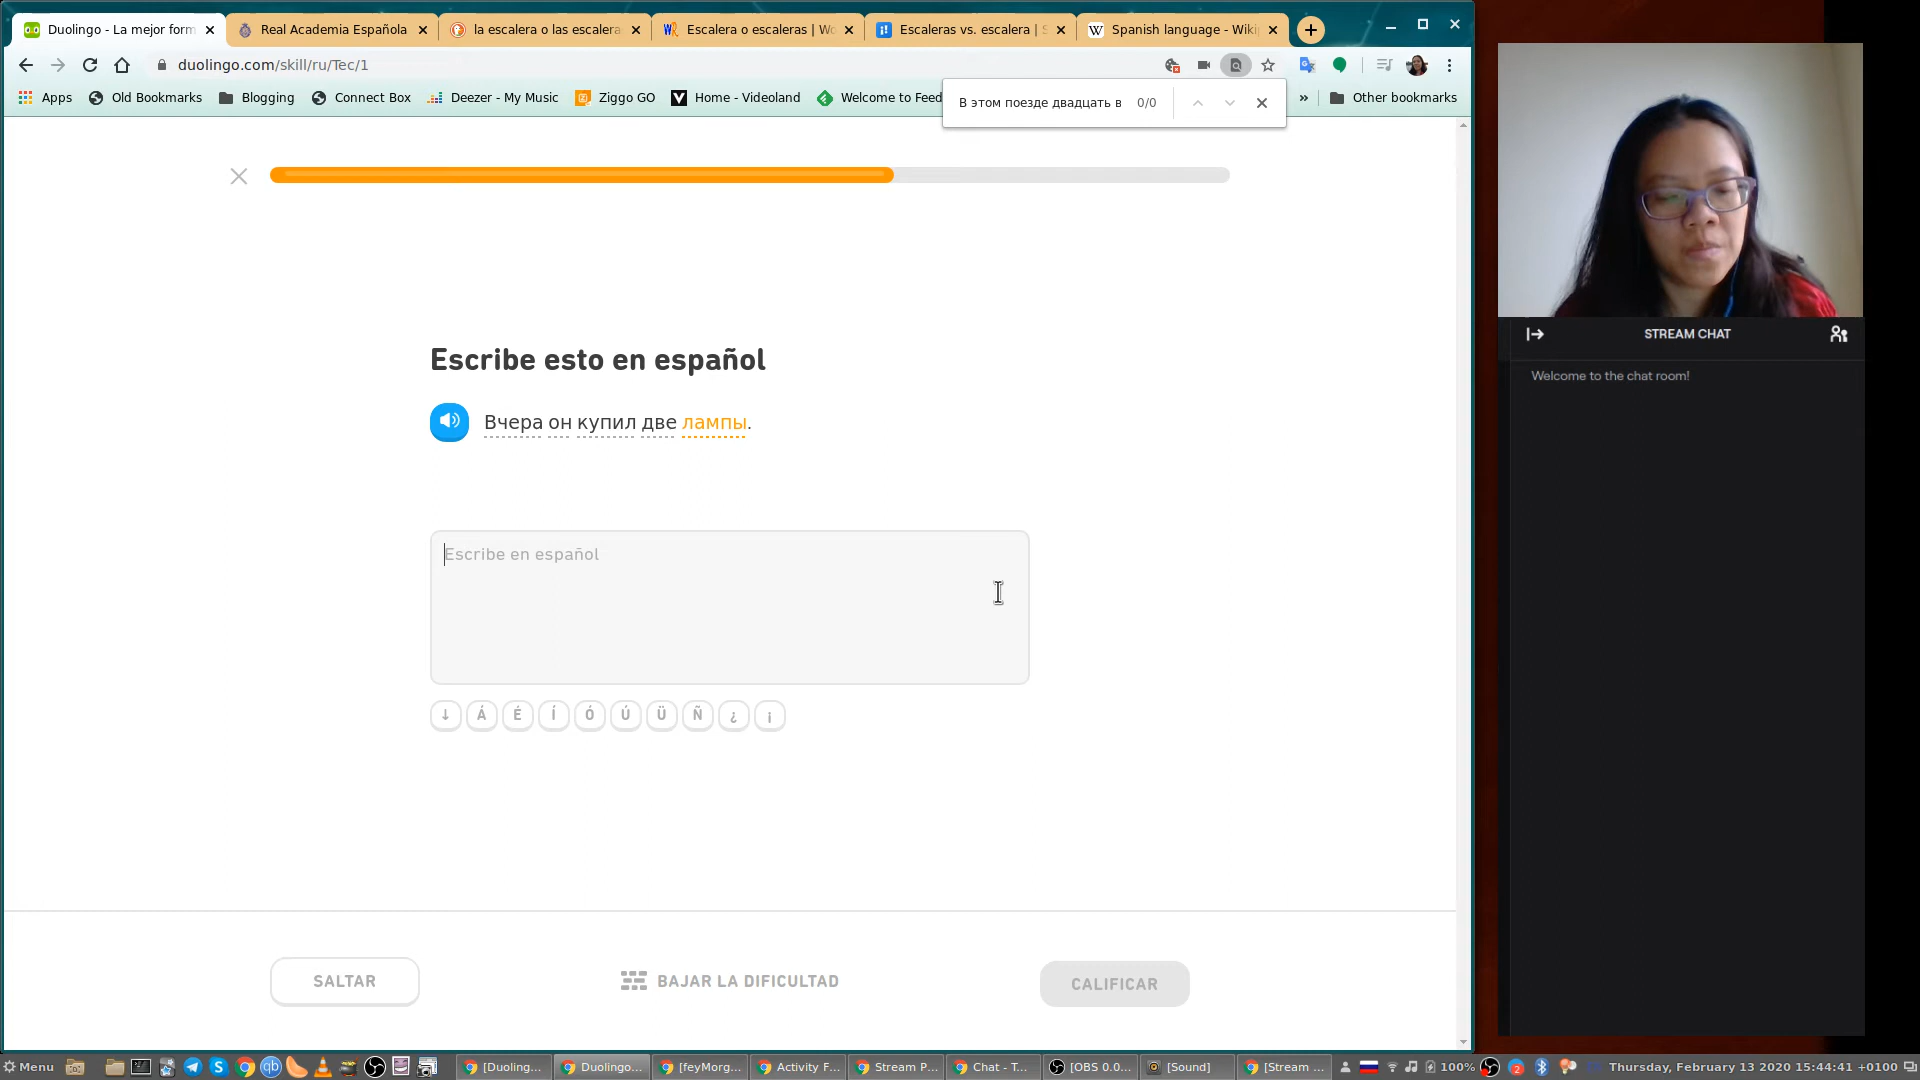 Duolingo - La mejor form
Real Academia Española
la escalera o las escalera
Escalera o escaleras | Wo
Escaleras vs. escalera | S
Spanish language - Wiki
duolingo.com/skill/ru/Tec/1
Apps
Old Bookmarks
Blogging
Connect Box
Deezer - My Music
Ziggo GO
Home - Videoland
Welcome to Feed
»
Other bookmarks
В этом поезде двадцать в 0/0
Escribe esto en español
Вчера он купил две лампы.
Escribe en español
↓ Á É Í Ó Ú Ü Ñ ¿ ¡
SALTAR
BAJAR LA DIFICULTAD
CALIFICAR
STREAM CHAT
Welcome to the chat room!
Menu
[Duoling...
Duolingo...
[feyMorg...
Activity F...
Stream P...
Chat - T...
[OBS 0.0...
[Sound]
[Stream ...
100%
2
Thursday, February 13 2020 15:44:41 +0100